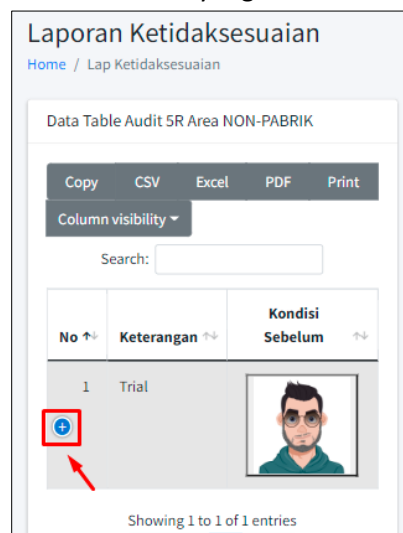 Laporan Ketidaksesuaian
Home / Lap Ketidaksesuaian
Data Table Audit 5R Area NON-PABRIK
Copy CSV Excel PDF Print
Column visibility
Search:
No Keterangan Kondisi Sebelum
1 Trial
Showing 1 to 1 of 1 entries